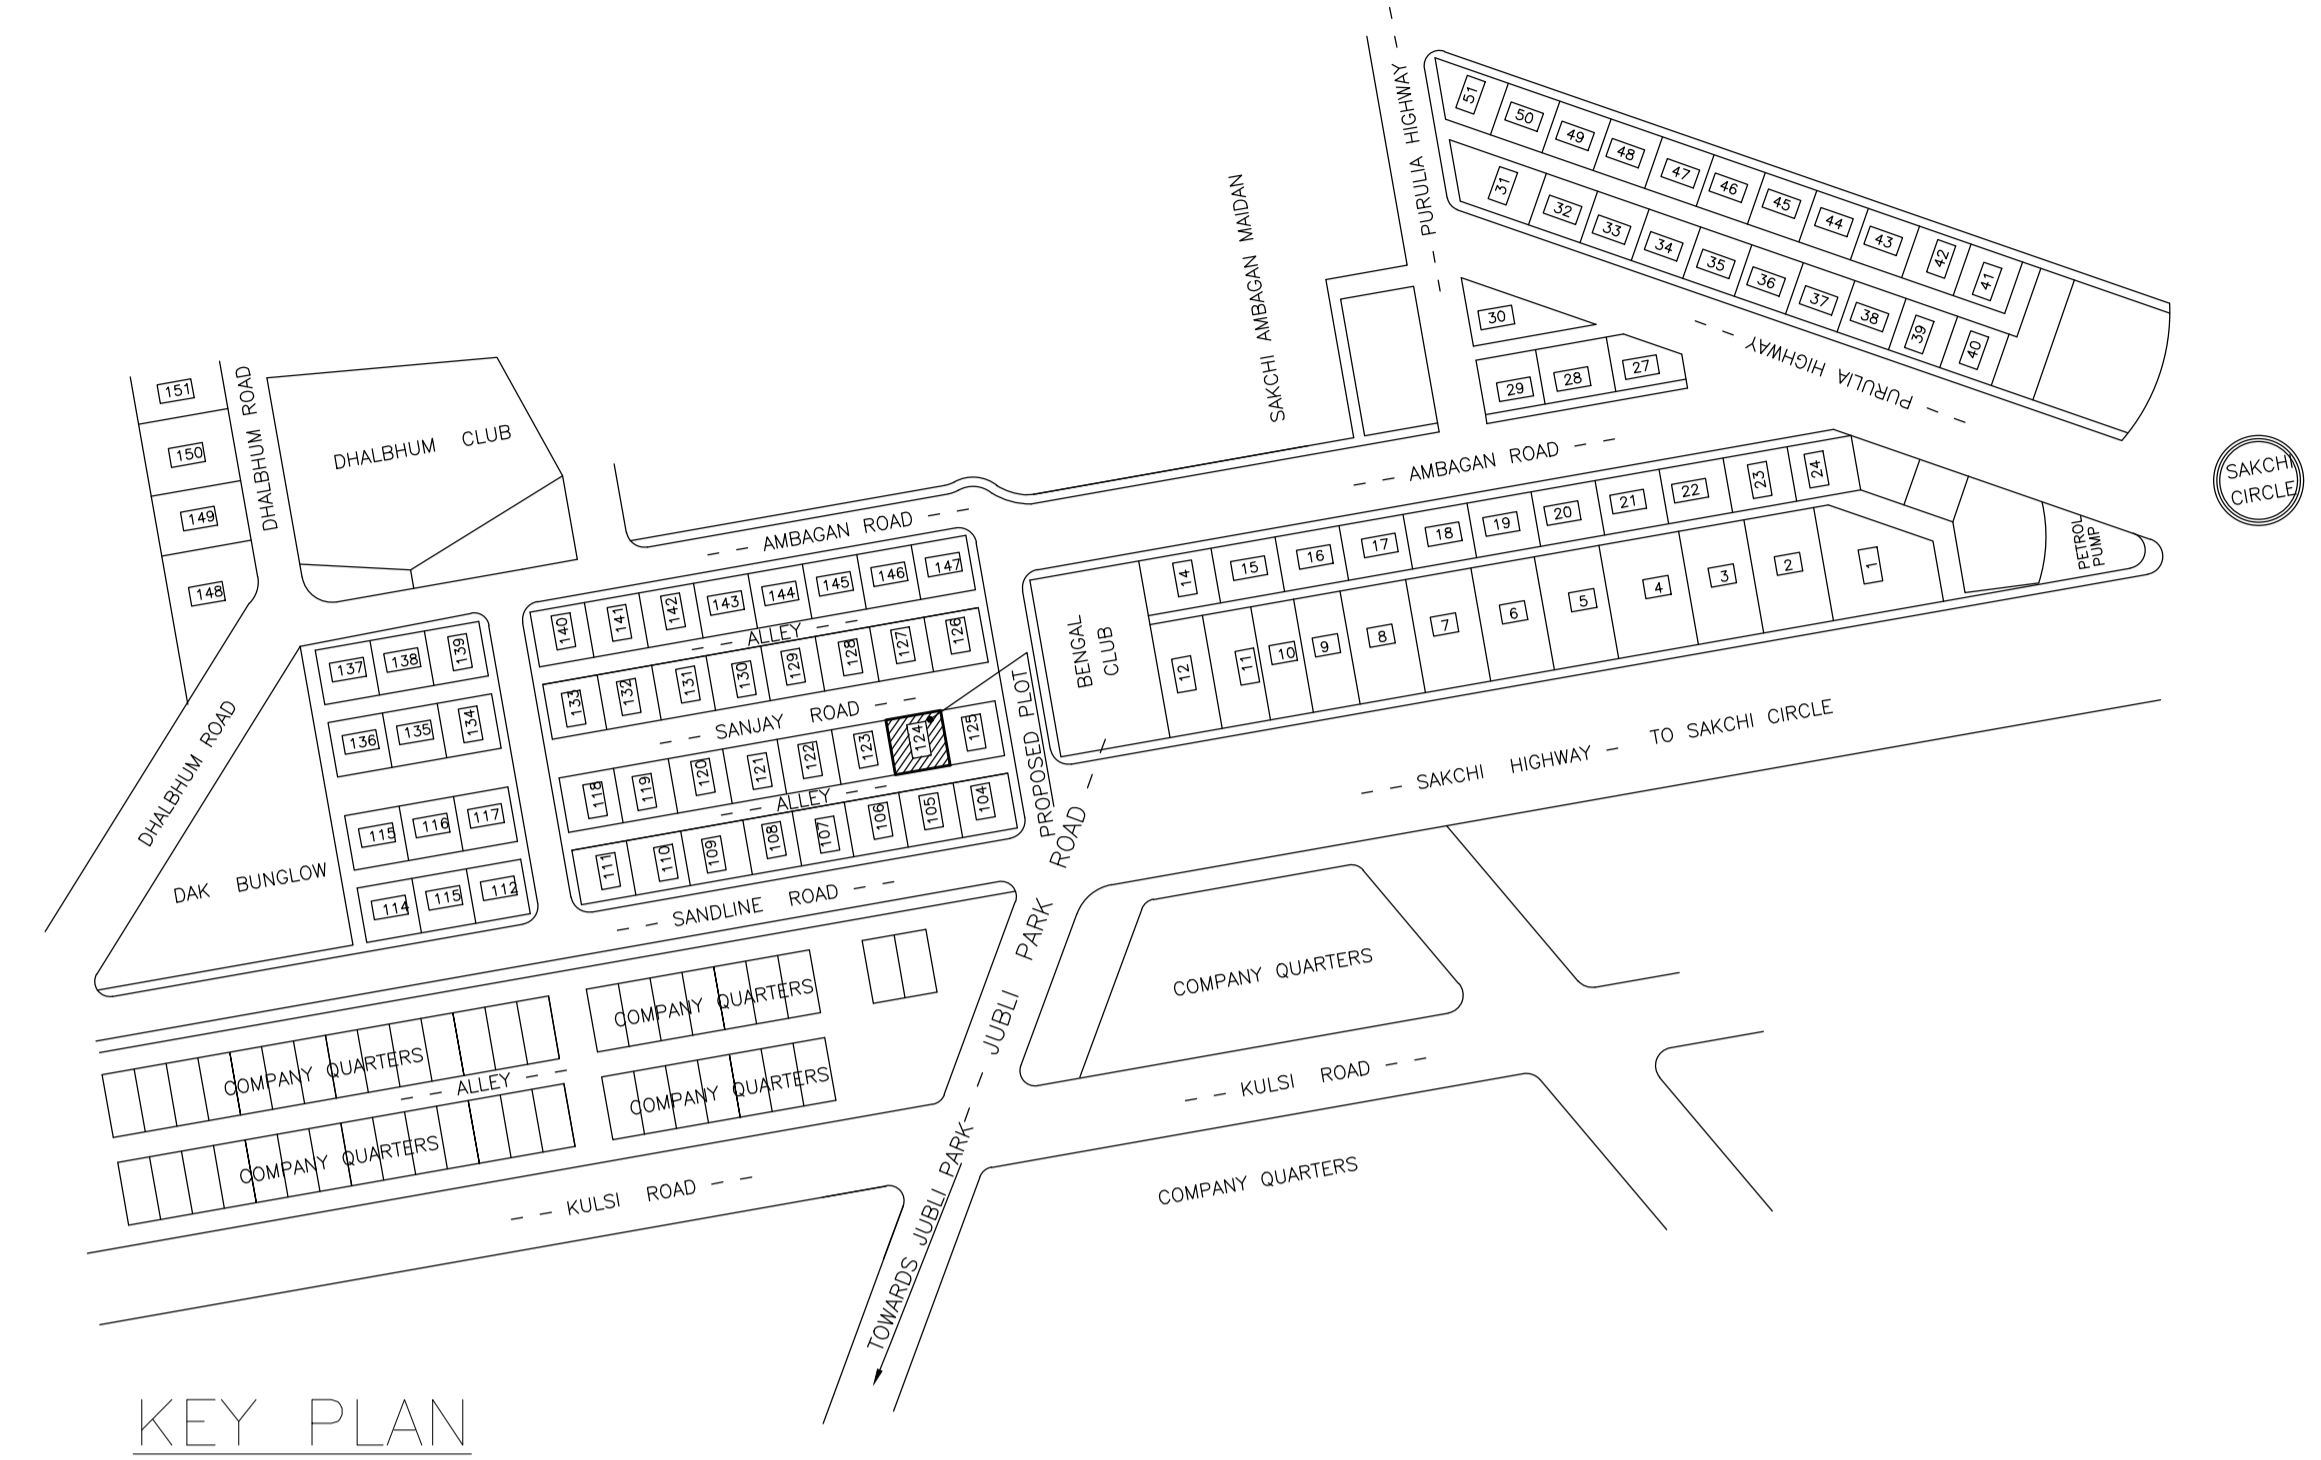 PURULIA HIGHWAY
51
50
49
48
47
46
45
44
43
42
41
31
32
33
34
35
36
37
38
39
40
SAKCHI AMBAGAN MAIDAN
30
29
28
27
PURULIA HIGHWAY
SAKCHI
CIRCLE
151
150
149
148
DHALBHUM ROAD
DHALBHUM CLUB
AMBAGAN ROAD
AMBAGAN ROAD
14
15
16
17
18
19
20
21
22
23
24
PETROL
PUMP
BENGAL
CLUB
12
11
10
9
8
7
6
5
4
3
2
1
140
141
142
143
144
145
146
147
ALLEY
133
132
131
130
129
128
127
126
SANJAY ROAD
118
119
120
121
122
123
124
125
PROPOSED PLOT
ALLEY
111
110
109
108
107
106
105
104
137
138
139
136
135
134
115
116
117
114
115
112
DHALBHUM ROAD
DAK BUNGLOW
SANDLINE ROAD
SAKCHI HIGHWAY - TO SAKCHI CIRCLE
JUBLI PARK ROAD
COMPANY QUARTERS
COMPANY QUARTERS
COMPANY QUARTERS
ALLEY
COMPANY QUARTERS
COMPANY QUARTERS
KULSI ROAD
KULSI ROAD
COMPANY QUARTERS
TOWARDS JUBLI PARK
KEY PLAN